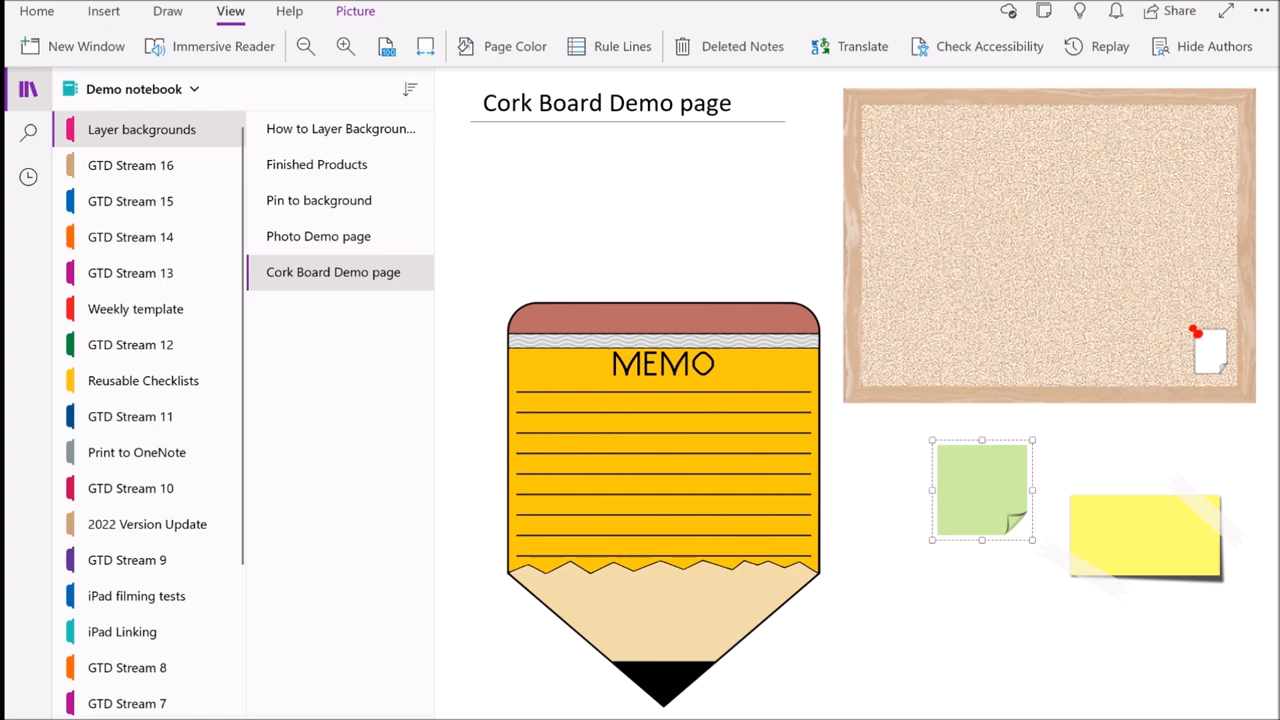 Home Insert Draw View Help Picture Share
New Window Immersive Reader 100 Page Color Rule Lines Deleted Notes Translate Check Accessibility Replay Hide Authors
Demo notebook
Layer backgrounds
GTD Stream 16
GTD Stream 15
GTD Stream 14
GTD Stream 13
Weekly template
GTD Stream 12
Reusable Checklists
GTD Stream 11
Print to OneNote
GTD Stream 10
2022 Version Update
GTD Stream 9
iPad filming tests
iPad Linking
GTD Stream 8
GTD Stream 7
How to Layer Backgroun...
Finished Products
Pin to background
Photo Demo page
Cork Board Demo page
Cork Board Demo page
MEMO